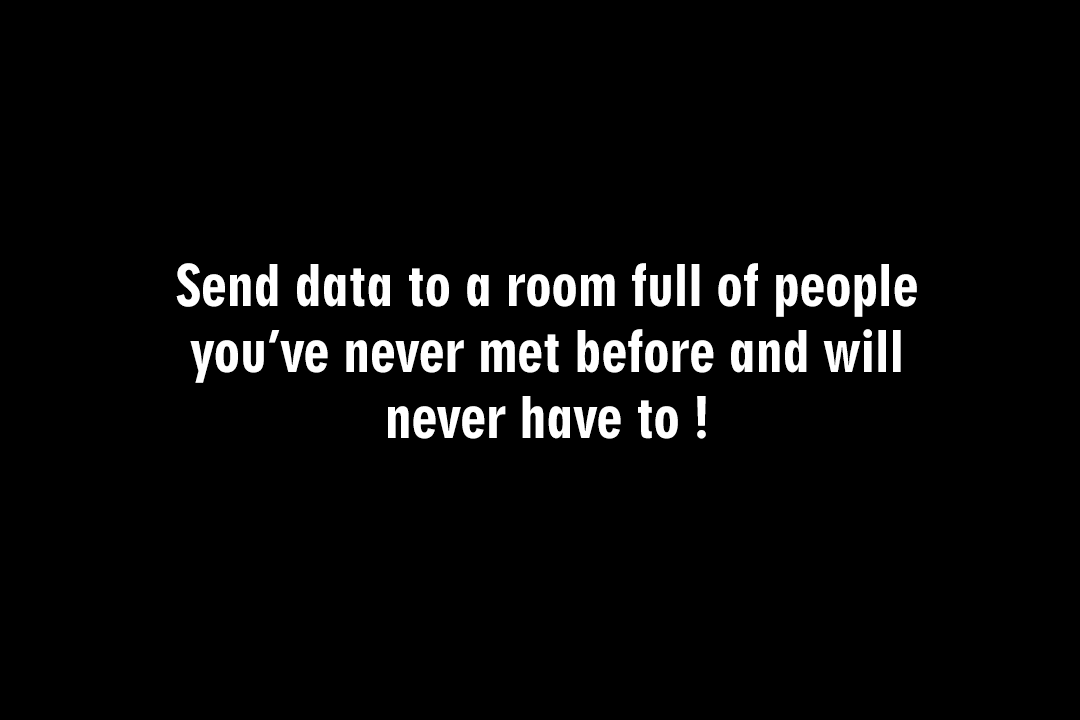 Send data to a room full of people
you’ve never met before and will
never have to !